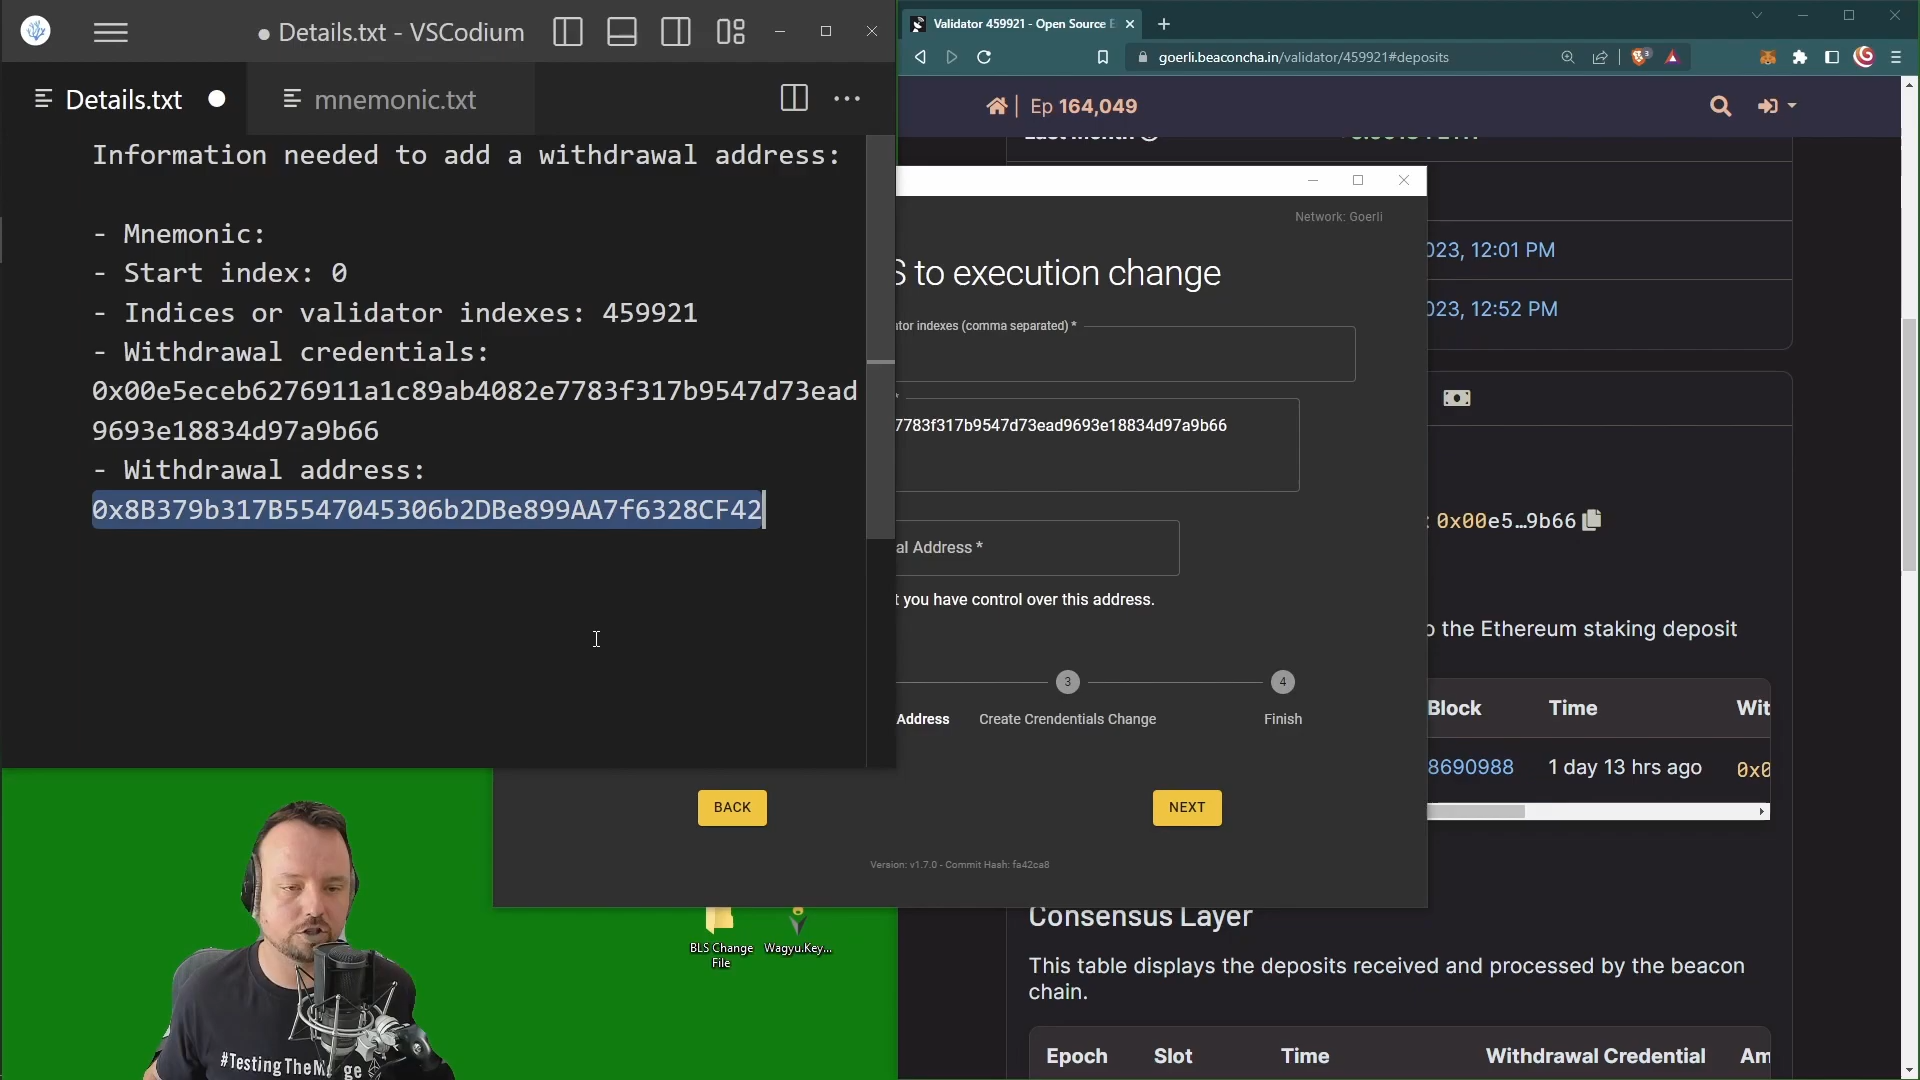 Details.txt - VSCodium
Details.txt
mnemonic.txt
Information needed to add a withdrawal address:
- Mnemonic:
- Start index: 0
- Indices or validator indexes: 459921
- Withdrawal credentials:
0x00e5eceb6276911a1c89ab4082e7783f317b9547d73ead
9693e18834d97a9b66
- Withdrawal address:
0x8B379b317B5547045306b2DBe899AA7f6328CF42
Validator 459921 - Open Source E
goerli.beaconcha.in/validator/459921#deposits
Ep 164,049
Network: Goerli
S to execution change
tor indexes (comma separated) *
7783f317b9547d73ead9693e18834d97a9b66
al Address *
t you have control over this address.
3
4
Address
Create Crendentials Change
Finish
BACK
NEXT
Version: v1.7.0 - Commit Hash: fa42ca8
023, 12:01 PM
023, 12:52 PM
: 0x00e5…9b66
o the Ethereum staking deposit
Block
Time
Wit
8690988
1 day 13 hrs ago
0x0
Consensus Layer
This table displays the deposits received and processed by the beacon
chain.
Epoch
Slot
Time
Withdrawal Credential
Am
BLS Change
File
Wagyu.Key...
#TestingTheM
ge